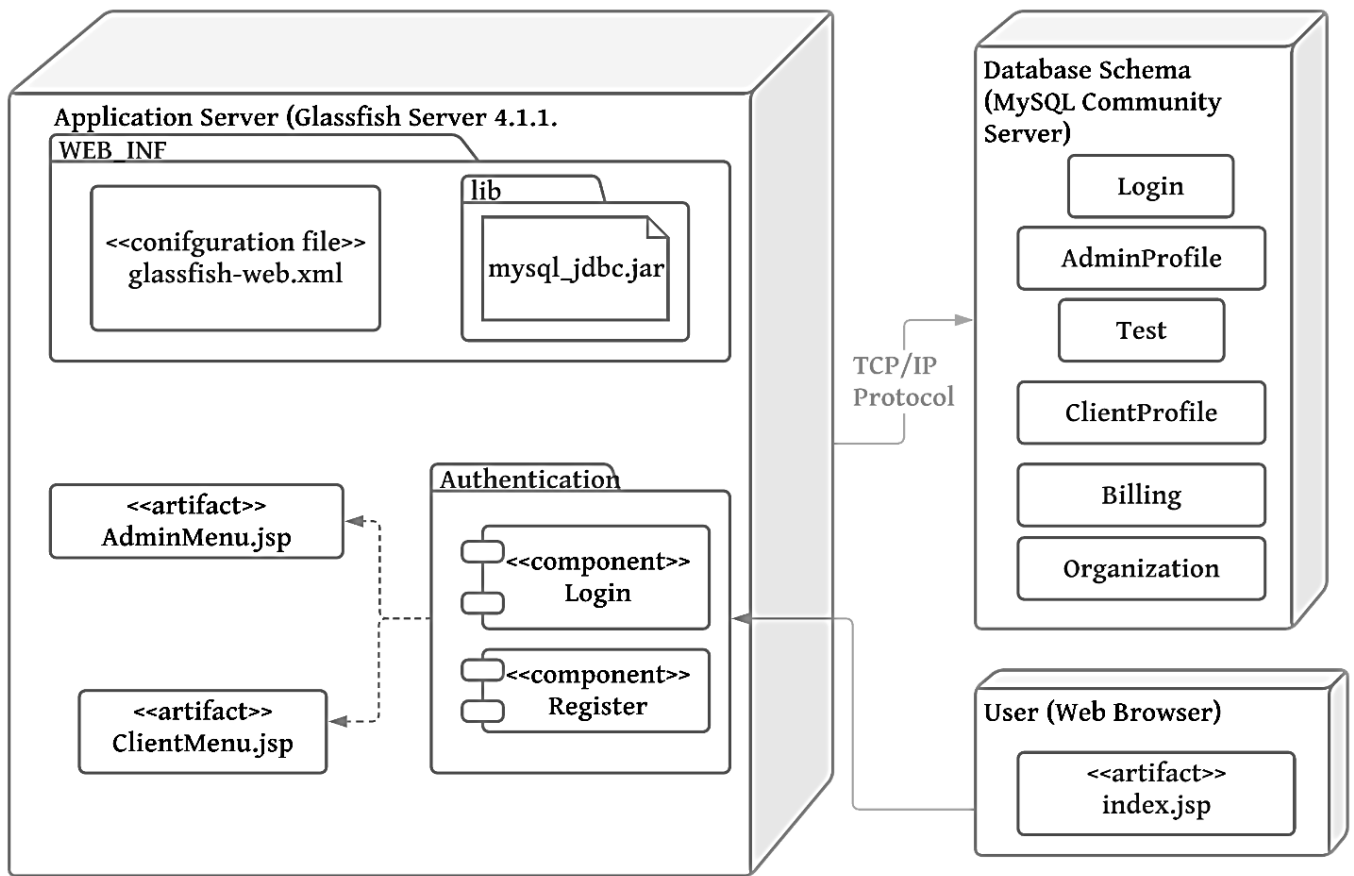 Application Server (Glassfish Server 4.1.1.
WEB_INF
<<conifguration file>>
glassfish-web.xml
lib
mysql_jdbc.jar
<<artifact>>
AdminMenu.jsp
<<artifact>>
ClientMenu.jsp
Authentication
<<component>>
Login
<<component>>
Register
TCP/IP
Protocol
Database Schema
(MySQL Community
Server)
Login
AdminProfile
Test
ClientProfile
Billing
Organization
User (Web Browser)
<<artifact>>
index.jsp